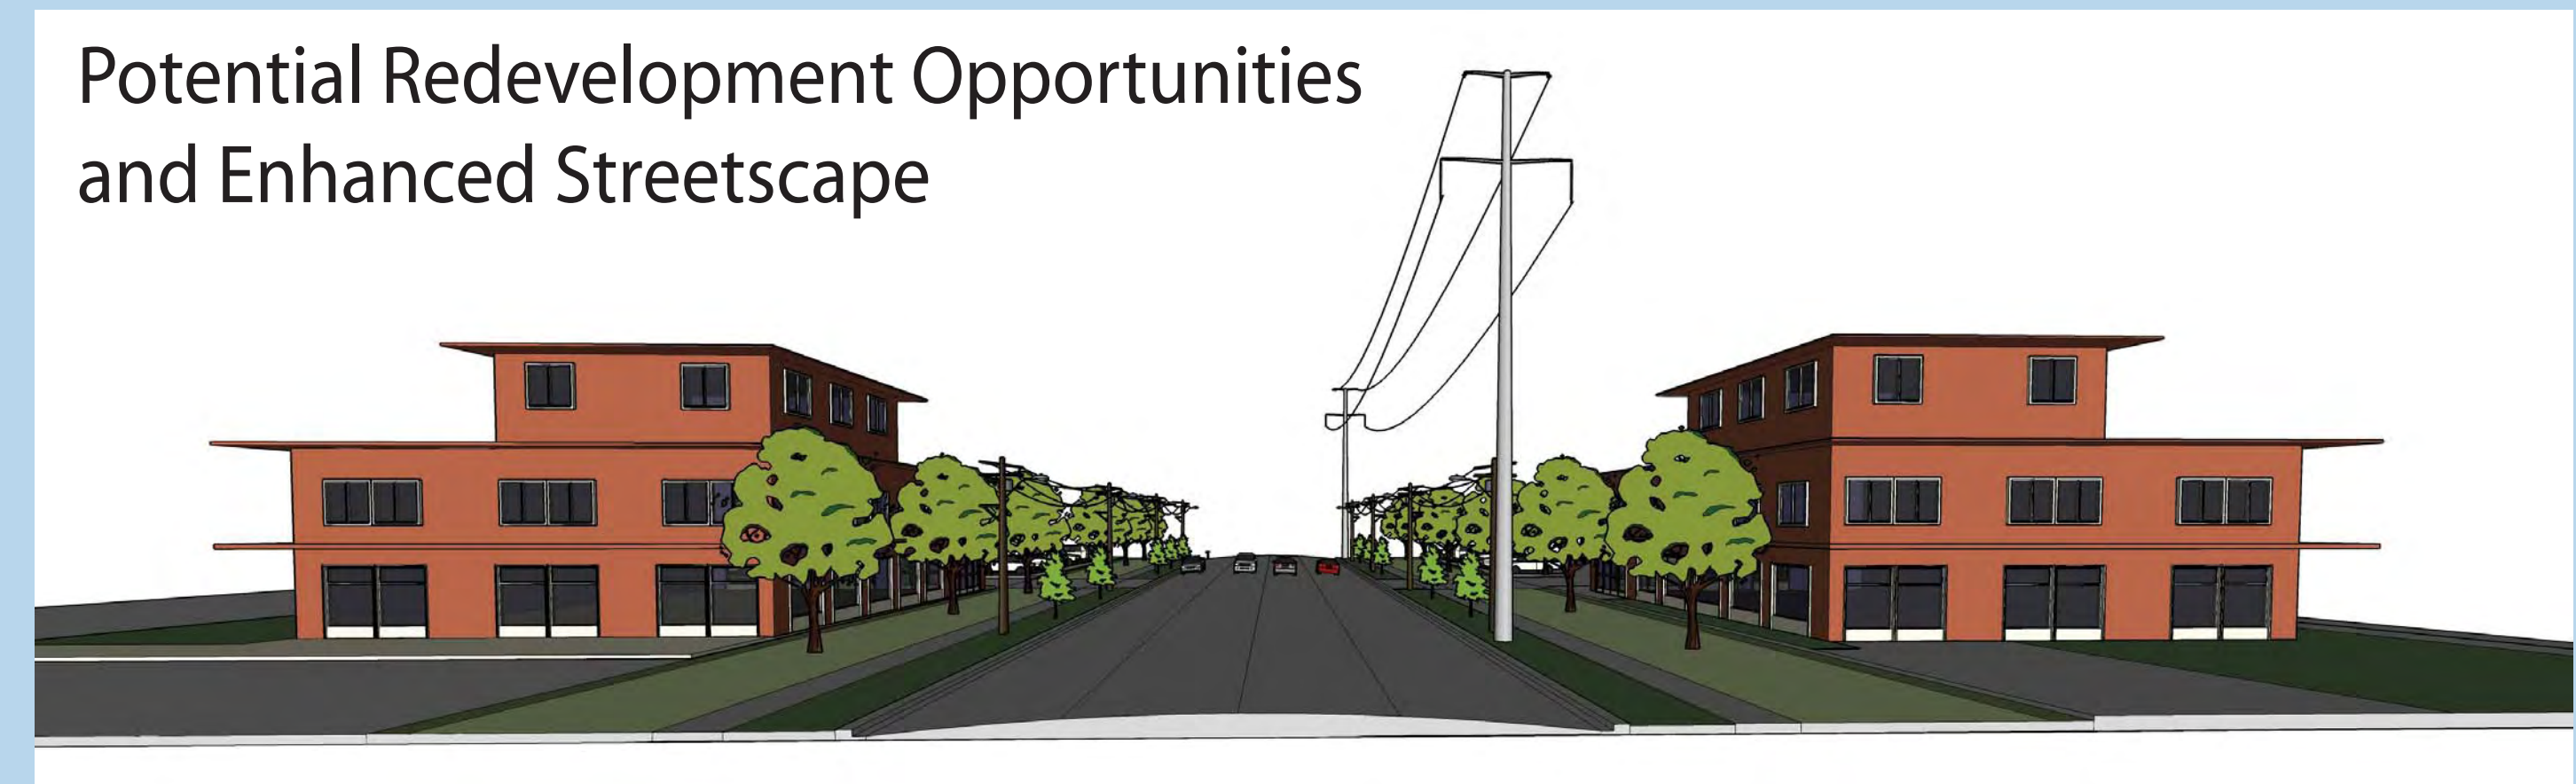 Potential Redevelopment Opportunities
and Enhanced Streetscape